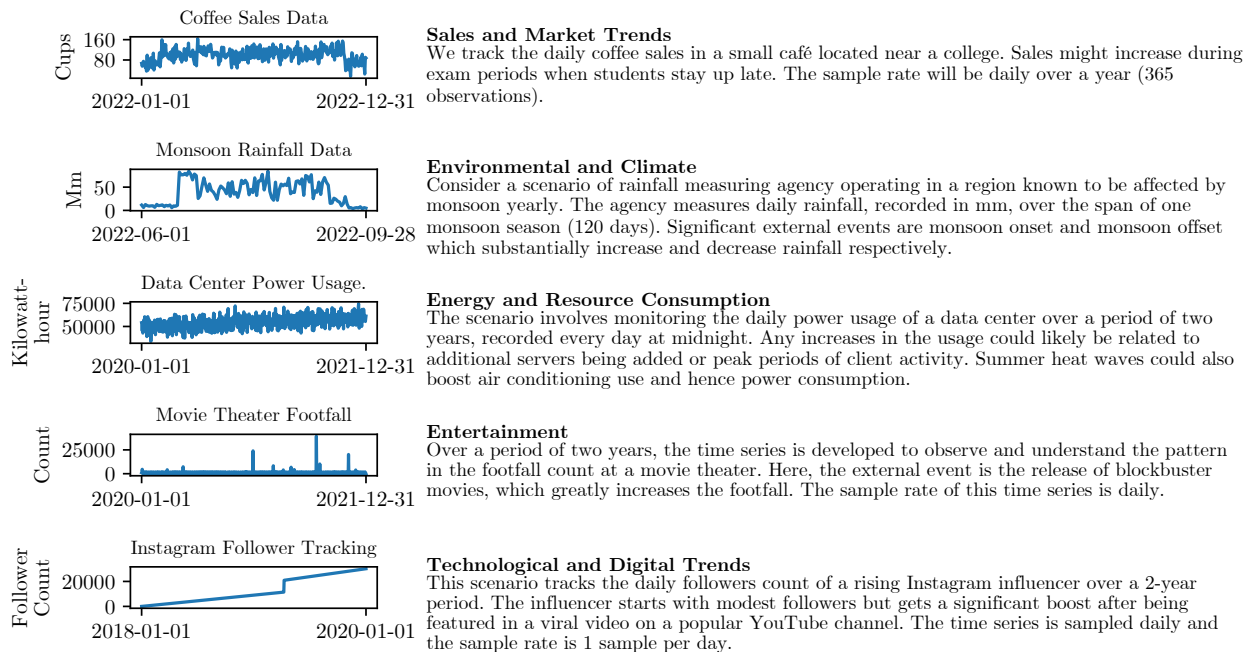 Coffee Sales Data
Cups
160
80
2022-01-01
2022-12-31
Sales and Market Trends
We track the daily coffee sales in a small café located near a college. Sales might increase during
exam periods when students stay up late. The sample rate will be daily over a year (365
observations).
Monsoon Rainfall Data
Mm
50
0
2022-06-01
2022-09-28
Environmental and Climate
Consider a scenario of rainfall measuring agency operating in a region known to be affected by
monsoon yearly. The agency measures daily rainfall, recorded in mm, over the span of one
monsoon season (120 days). Significant external events are monsoon onset and monsoon offset
which substantially increase and decrease rainfall respectively.
Data Center Power Usage.
Kilowatt-
hour
75000
50000
2020-01-01
2021-12-31
Energy and Resource Consumption
The scenario involves monitoring the daily power usage of a data center over a period of two
years, recorded every day at midnight. Any increases in the usage could likely be related to
additional servers being added or peak periods of client activity. Summer heat waves could also
boost air conditioning use and hence power consumption.
Movie Theater Footfall
Count
25000
0
2020-01-01
2021-12-31
Entertainment
Over a period of two years, the time series is developed to observe and understand the pattern
in the footfall count at a movie theater. Here, the external event is the release of blockbuster
movies, which greatly increases the footfall. The sample rate of this time series is daily.
Instagram Follower Tracking
Follower
Count
20000
0
2018-01-01
2020-01-01
Technological and Digital Trends
This scenario tracks the daily followers count of a rising Instagram influencer over a 2-year
period. The influencer starts with modest followers but gets a significant boost after being
featured in a viral video on a popular YouTube channel. The time series is sampled daily and
the sample rate is 1 sample per day.